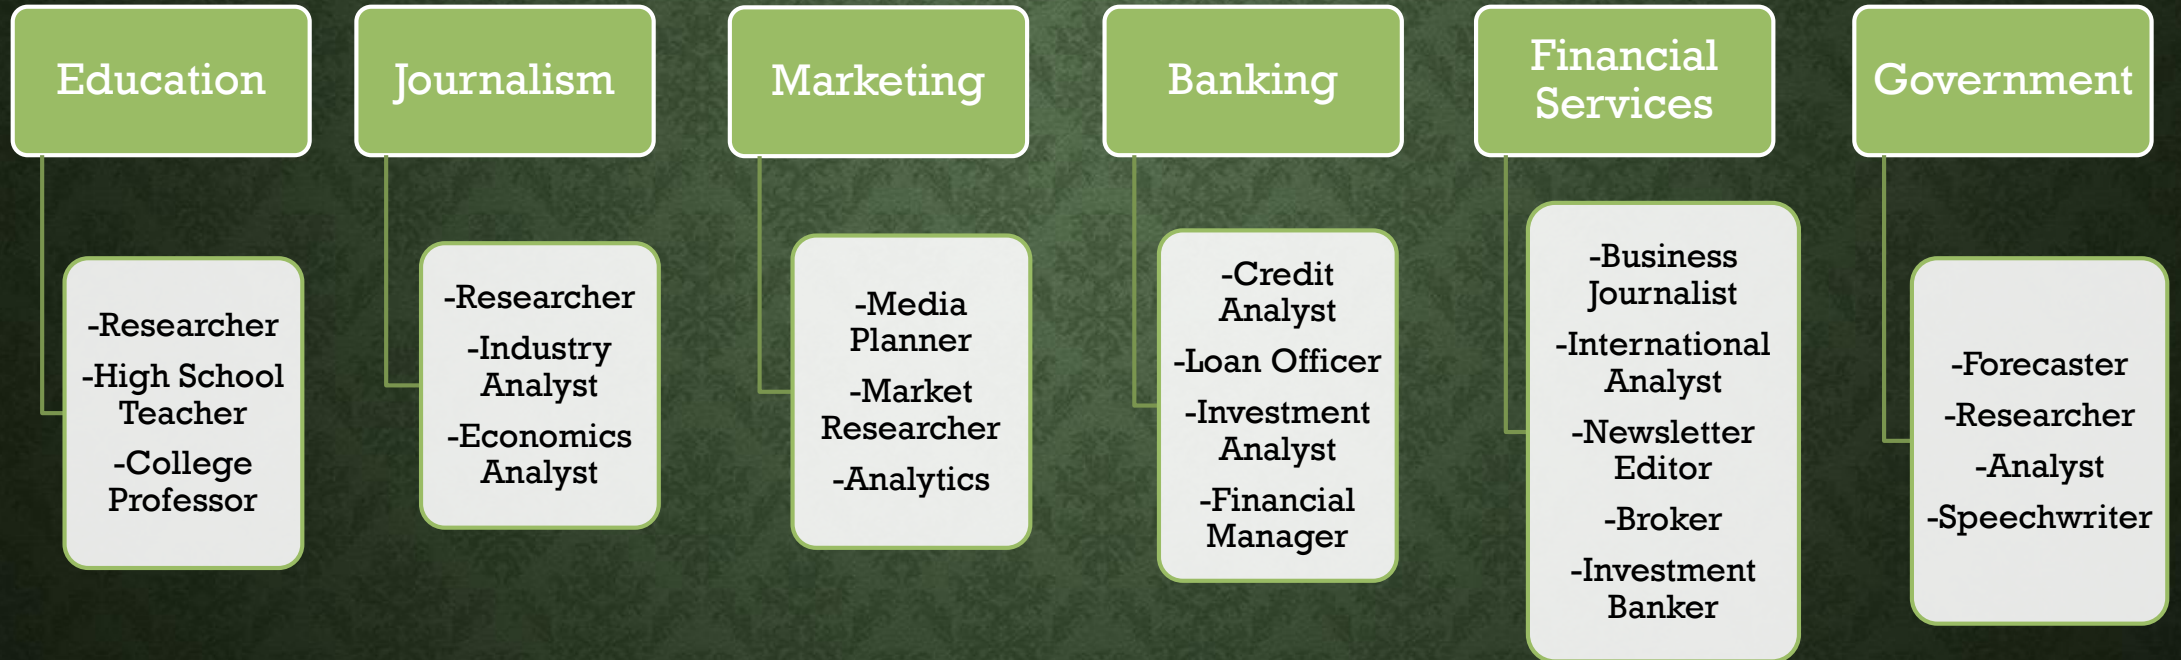 Education
-Researcher
-High School
Teacher
-College
Professor
Journalism
-Researcher
-Industry
Analyst
-Economics
Analyst
Marketing
-Media
Planner
-Market
Researcher
-Analytics
Banking
-Credit
Analyst
-Loan Officer
-Investment
Analyst
-Financial
Manager
Financial
Services
-Business
Journalist
-International
Analyst
-Newsletter
Editor
-Broker
-Investment
Banker
Government
-Forecaster
-Researcher
-Analyst
-Speechwriter